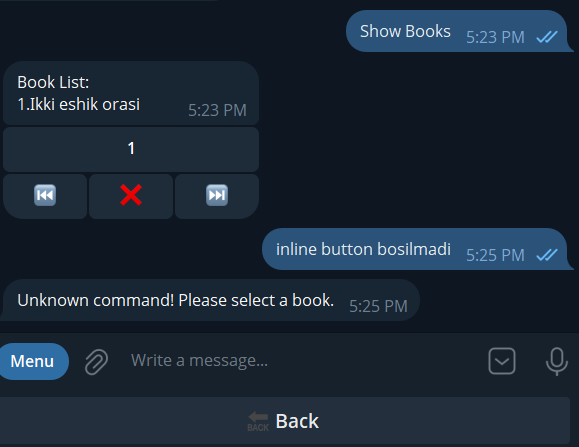 Show Books 5:23 PM
Book List:
1.Ikki eshik orasi 5:23 PM
1
inline button bosilmadi 5:25 PM
Unknown command! Please select a book. 5:25 PM
Menu Write a message...
BACK Back